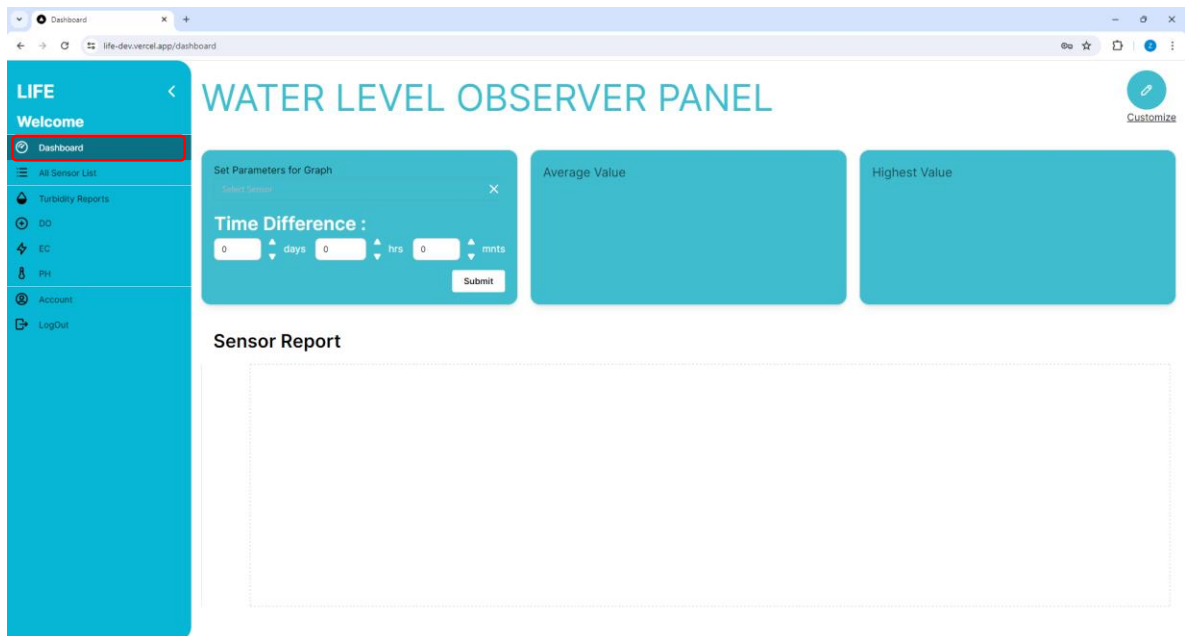 Dashboard
life-dev.vercel.app/dashboard
Z
LIFE
Welcome
Dashboard
All Sensor List
Turbidity Reports
DO
EC
PH
Account
LogOut
WATER LEVEL OBSERVER PANEL
Customize
Set Parameters for Graph
Select Sensor
Time Difference :
0 days 0 hrs 0 mnts
Submit
Average Value
Highest Value
Sensor Report